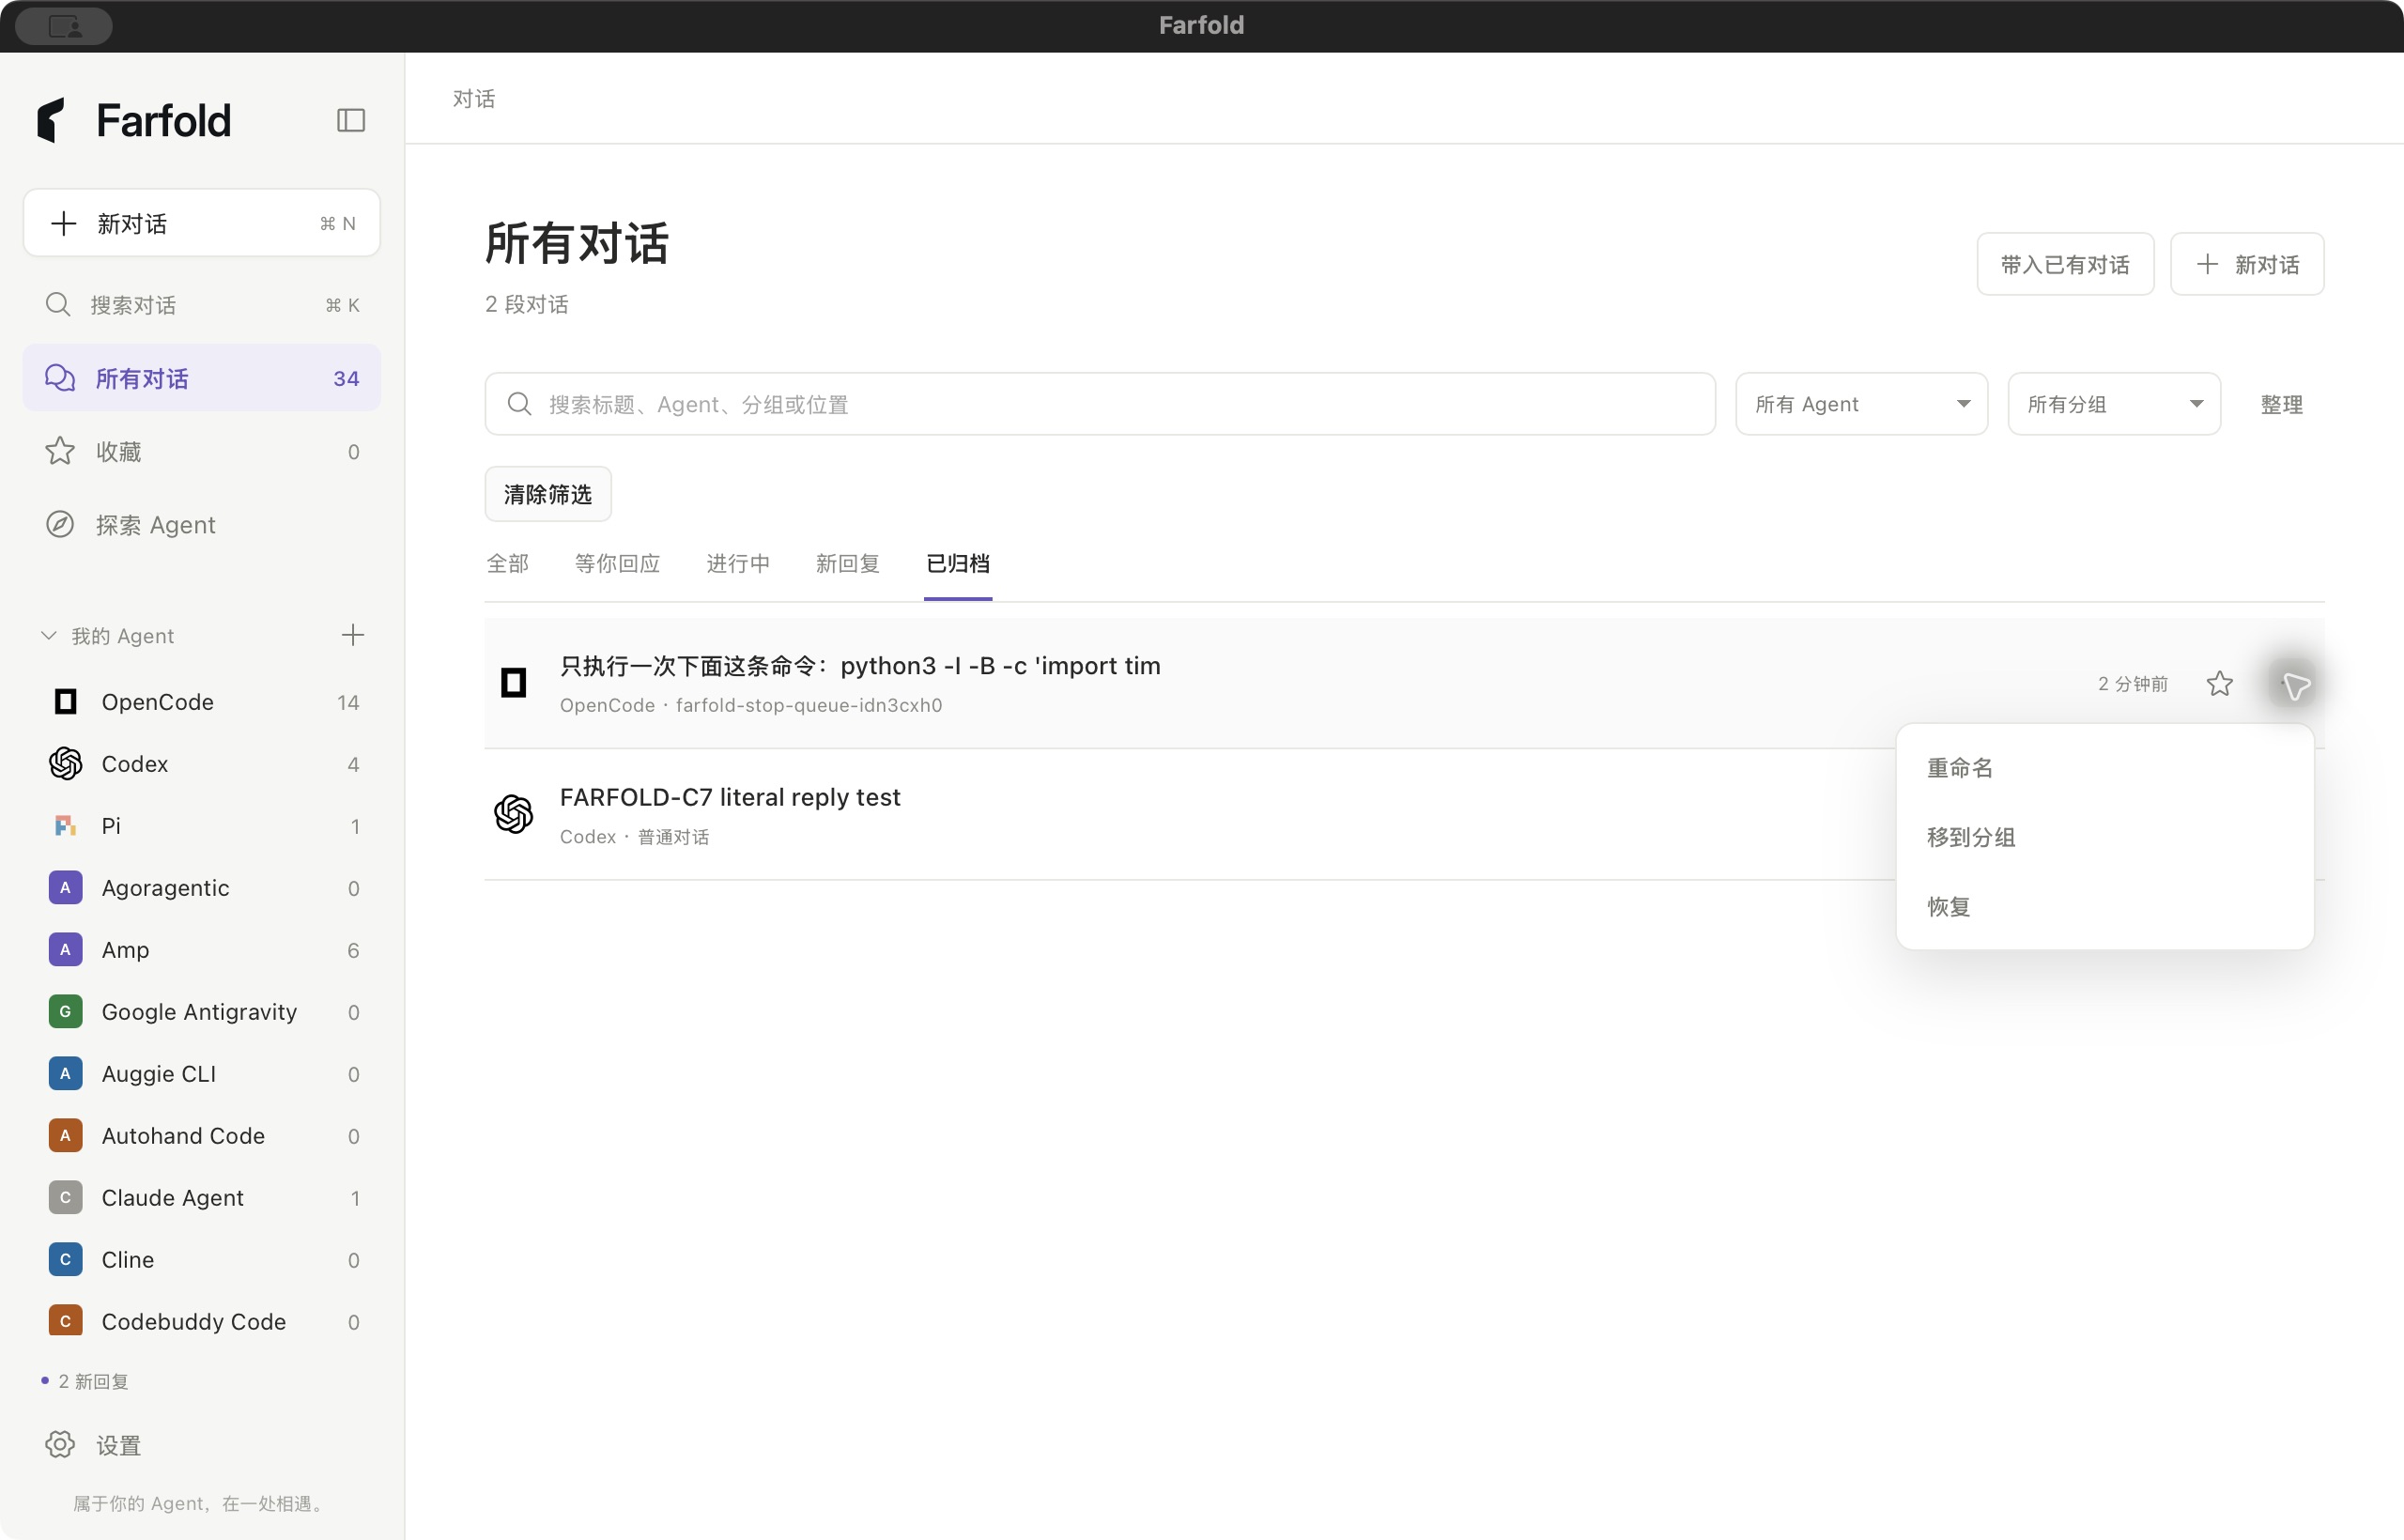 Farfold
Farfold
新对话 ⌘ N
搜索对话 ⌘ K
所有对话 34
收藏 0
探索 Agent
我的 Agent
OpenCode 14
Codex 4
Pi 1
A Agoragentic 0
A Amp 6
G Google Antigravity 0
A Auggie CLI 0
A Autohand Code 0
C Claude Agent 1
C Cline 0
C Codebuddy Code 0
2 新回复
设置
属于你的 Agent，在一处相遇。
对话
所有对话
2 段对话
带入已有对话
新对话
搜索标题、Agent、分组或位置
所有 Agent
所有分组
整理
清除筛选
全部 等你回应 进行中 新回复 已归档
只执行一次下面这条命令：python3 -I -B -c 'import tim
OpenCode · farfold-stop-queue-idn3cxh0
2 分钟前
FARFOLD-C7 literal reply test
Codex · 普通对话
重命名
移到分组
恢复